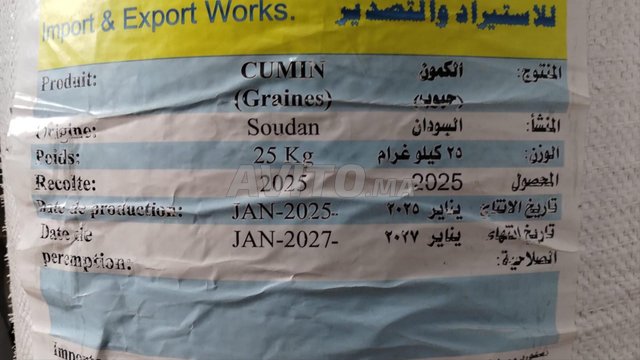 Import & Export Works. للاستيراد والتصدير
Produit: CUMIN الكمون المنتوج:
(Graines) (حبوب)
Origine: Soudan السودان المنشأ:
Poids: 25 Kg ٢٥ كيلو غرام الوزن:
Recolte: 2025 2025 المحصول
AVITO.ma
Date de production: JAN-2025- يناير ٢٠٢٥ تاريخ الانتاج
Date de JAN-2027- يناير ٢٠٢٧ تاريخ انتهاء
peremption: الصلاحية: